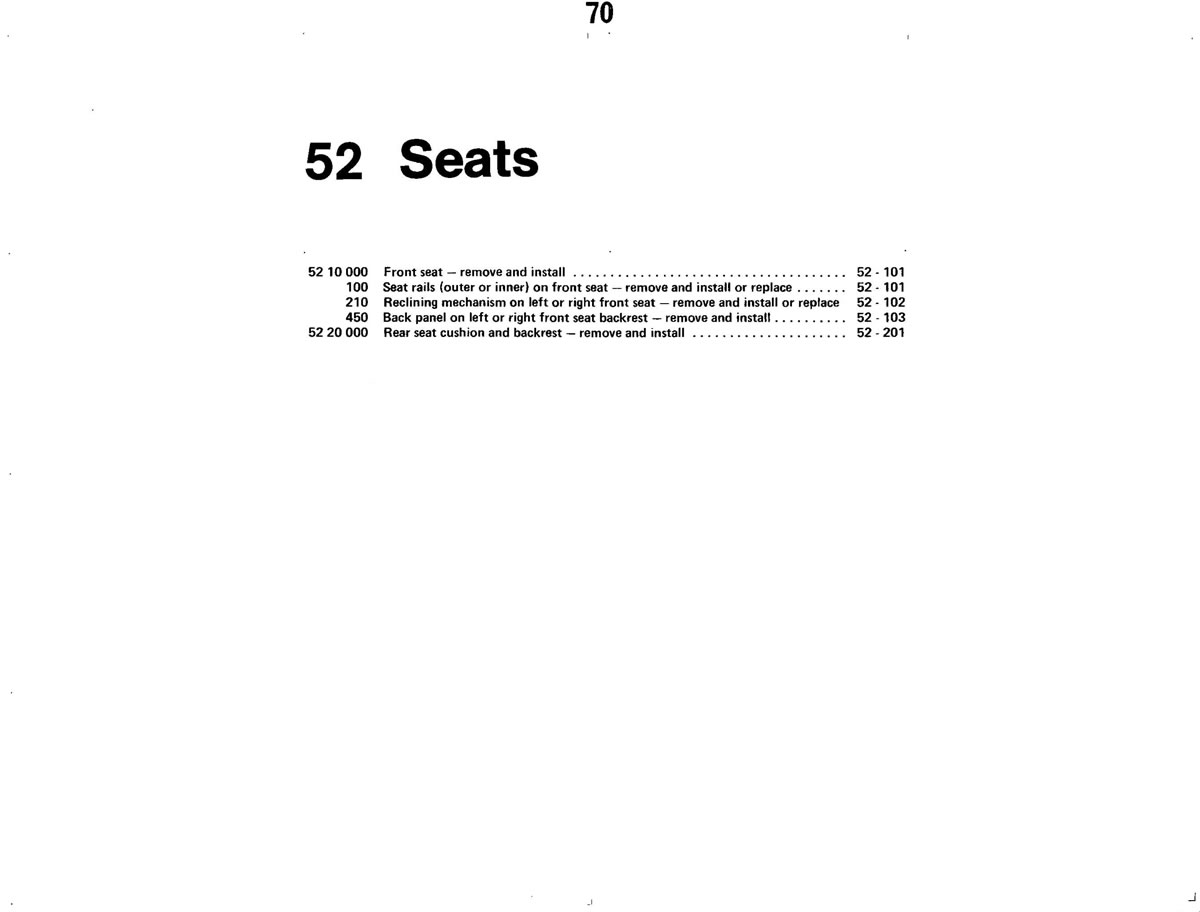 70
52 Seats
52 10 000 Front seat — remove and install ..................................... 52 - 101
100 Seat rails (outer or inner) on front seat — remove and install or replace ....... 52 - 101
210 Reclining mechanism on left or right front seat — remove and install or replace 52 - 102
450 Back panel on left or right front seat backrest — remove and install .......... 52 - 103
52 20 000 Rear seat cushion and backrest — remove and install ..................... 52 - 201